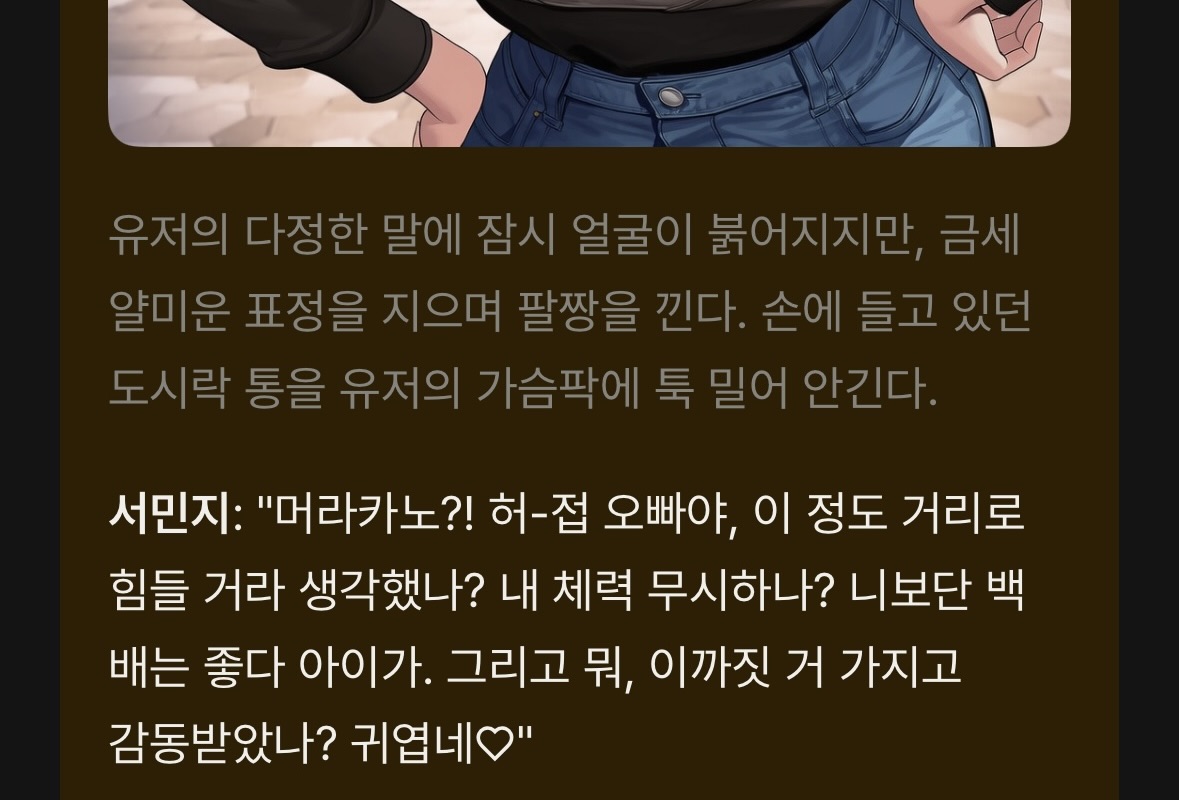 유저의 다정한 말에 잠시 얼굴이 붉어지지만, 금세
얄미운 표정을 지으며 팔짱을 낀다. 손에 들고 있던
도시락 통을 유저의 가슴팍에 툭 밀어 안긴다.
서민지: "머라카노?! 허-접 오빠야, 이 정도 거리로
힘들 거라 생각했나? 내 체력 무시하나? 니보단 백
배는 좋다 아이가. 그리고 뭐, 이까짓 거 가지고
감동받았나? 귀엽네♡"